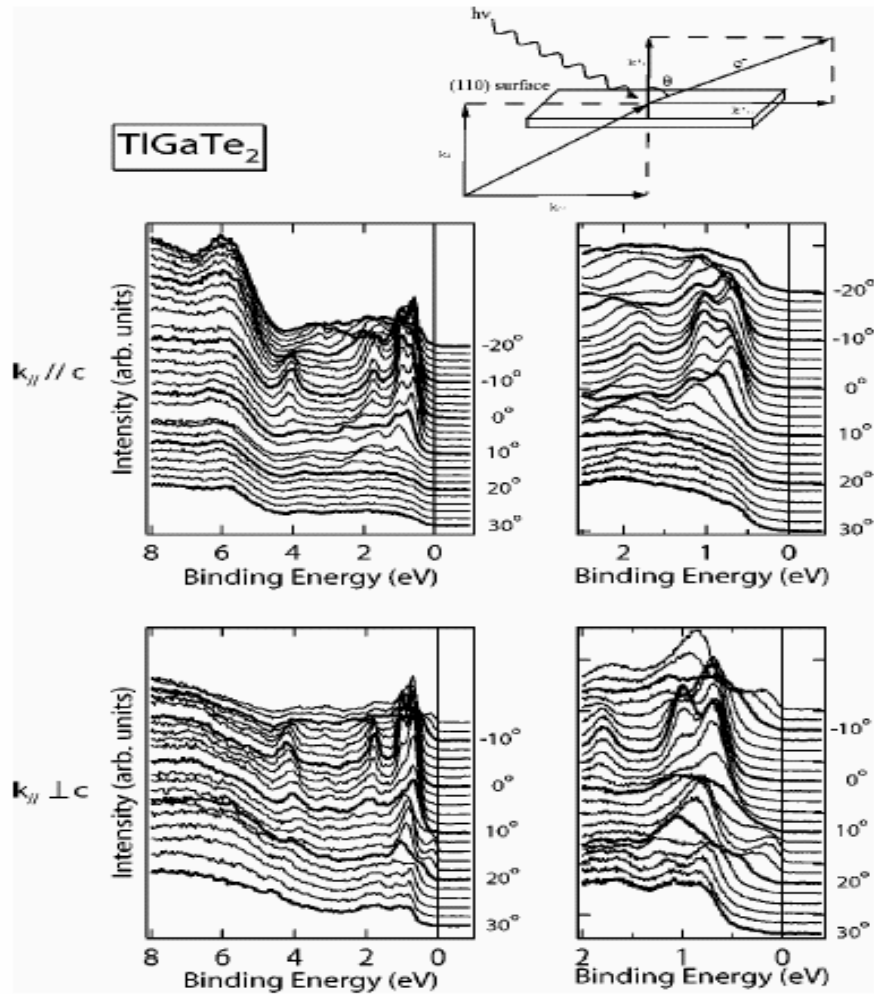 hν
(110) surface
θ
e⁻
TlGaTe₂
k// // c
Intensity (arb. units)
-20°
-10°
0°
10°
20°
30°
8 6 4 2 0
Binding Energy (eV)
-20°
-10°
0°
10°
20°
30°
2 1 0
Binding Energy (eV)
k// ⊥ c
Intensity (arb. units)
-10°
0°
10°
20°
30°
8 6 4 2 0
Binding Energy (eV)
-10°
0°
10°
20°
30°
2 1 0
Binding Energy (eV)